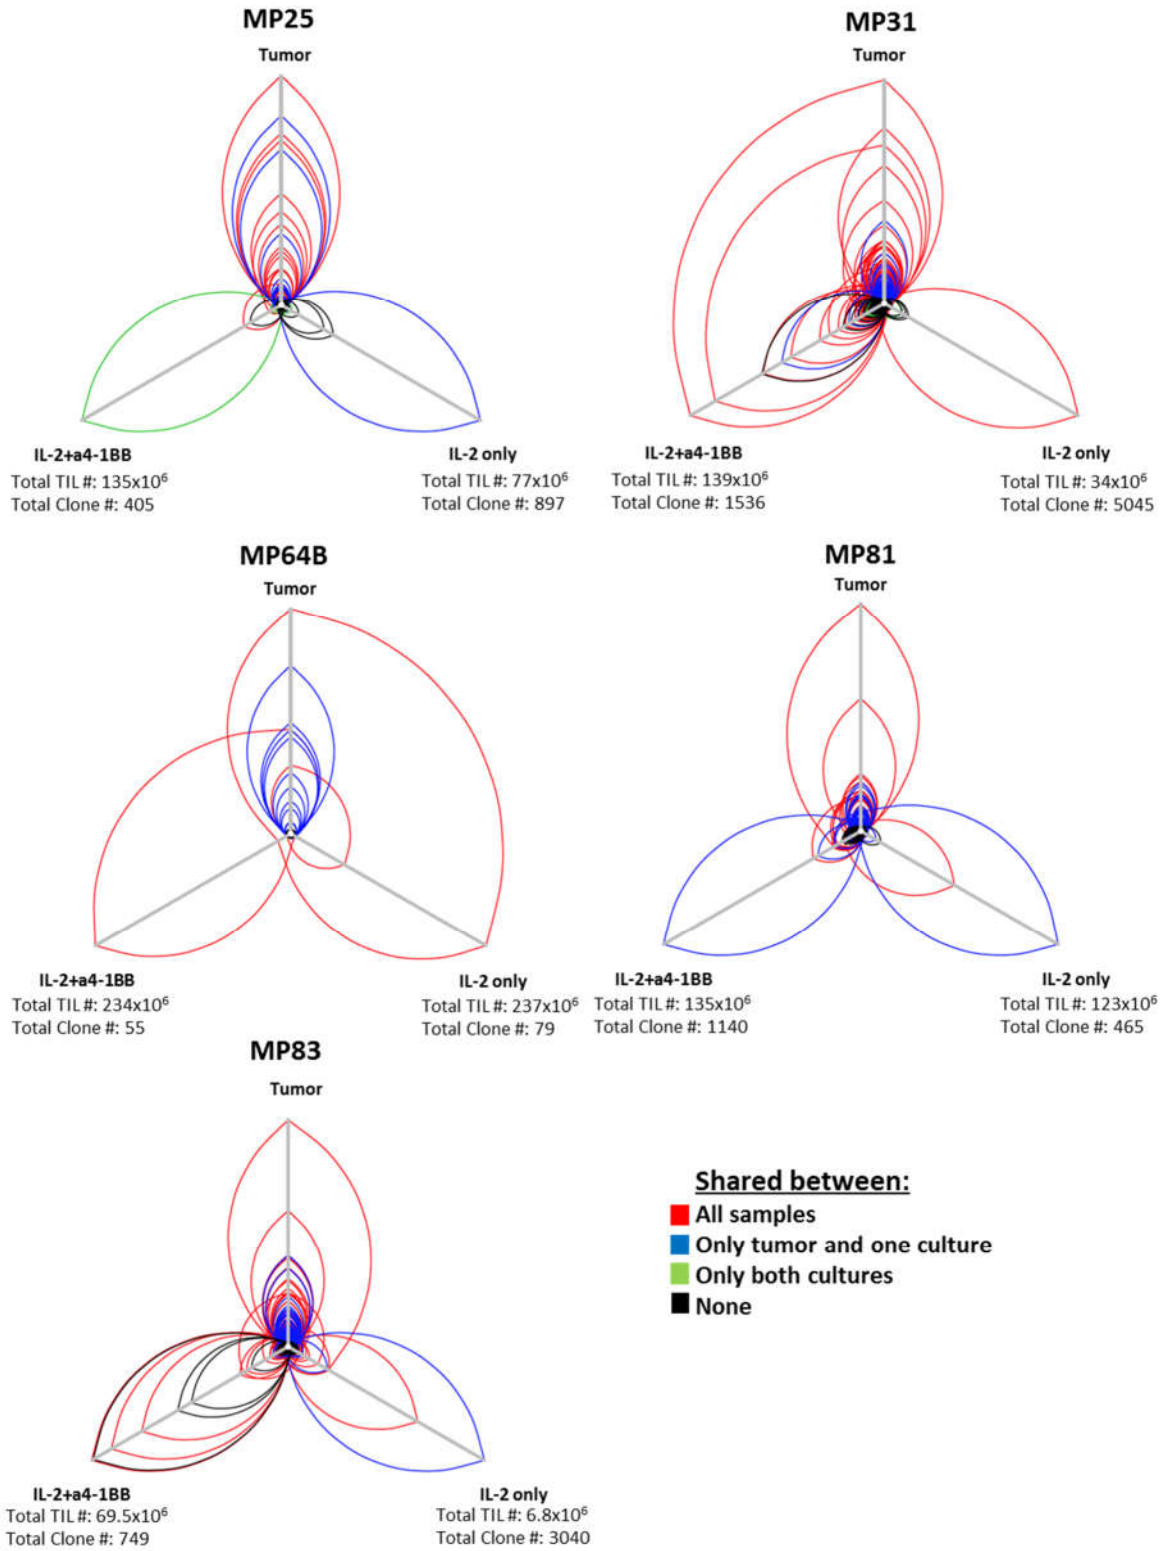 MP25
Tumor
IL-2+a4-1BB
Total TIL #: 135x10⁶
Total Clone #: 405
IL-2 only
Total TIL #: 77x10⁶
Total Clone #: 897
MP31
Tumor
IL-2+a4-1BB
Total TIL #: 139x10⁶
Total Clone #: 1536
IL-2 only
Total TIL #: 34x10⁶
Total Clone #: 5045
MP64B
Tumor
IL-2+a4-1BB
Total TIL #: 234x10⁶
Total Clone #: 55
IL-2 only
Total TIL #: 237x10⁶
Total Clone #: 79
MP81
Tumor
IL-2+a4-1BB
Total TIL #: 135x10⁶
Total Clone #: 1140
IL-2 only
Total TIL #: 123x10⁶
Total Clone #: 465
MP83
Tumor
IL-2+a4-1BB
Total TIL #: 69.5x10⁶
Total Clone #: 749
IL-2 only
Total TIL #: 6.8x10⁶
Total Clone #: 3040
Shared between:
All samples
Only tumor and one culture
Only both cultures
None